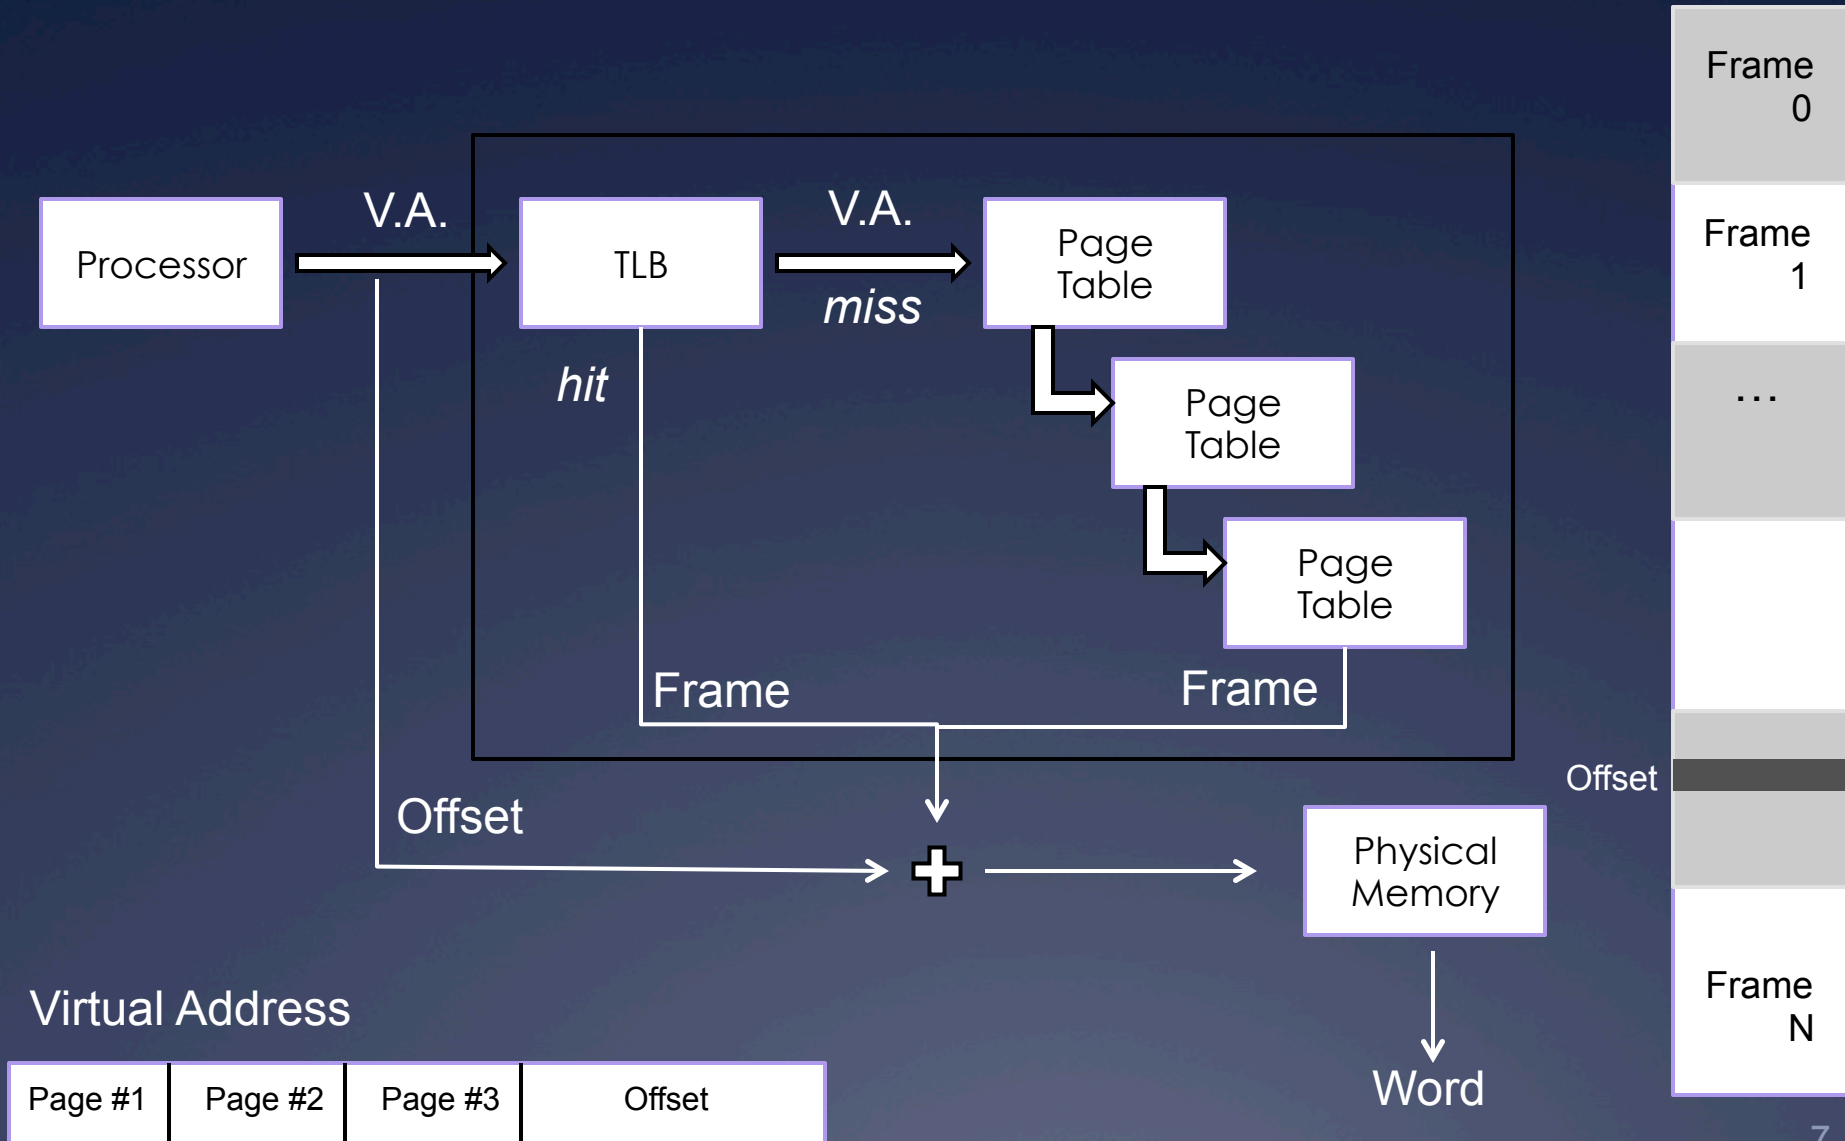 Frame
0
V.A.
V.A.
Processor
TLB
Page
Table
Frame
1
miss
hit
Page
Table
...
Page
Table
Frame
Frame
Offset
Offset
Physical
Memory
Virtual Address
Frame
N
Page #1
Page #2
Page #3
Offset
Word
7